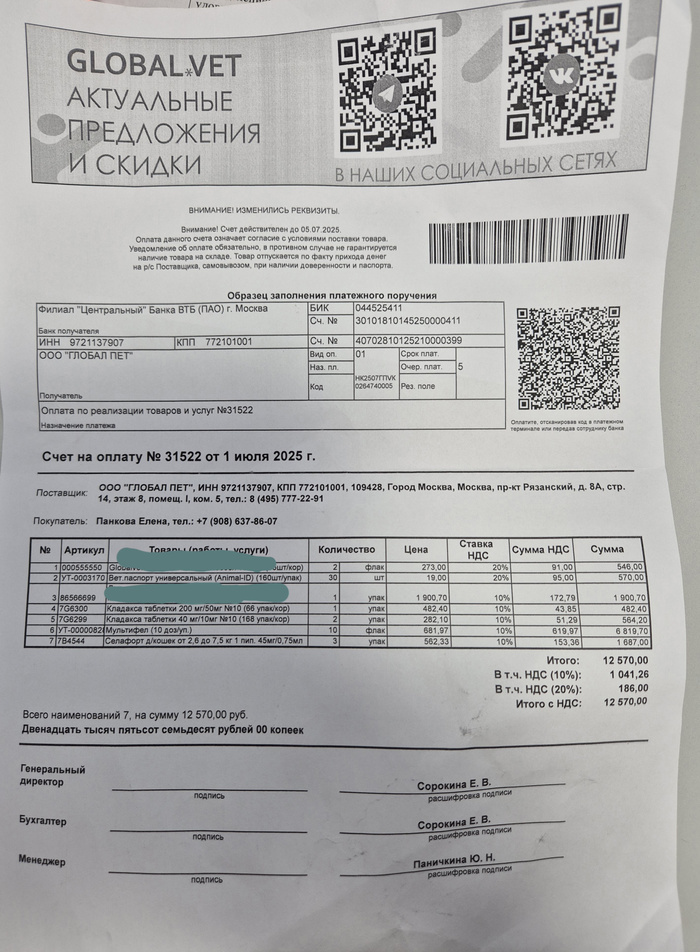 GLOBAL.VET
АКТУАЛЬНЫЕ
ПРЕДЛОЖЕНИЯ
И СКИДКИ
В НАШИХ СОЦИАЛЬНЫХ СЕТЯХ
ВНИМАНИЕ! ИЗМЕНИЛИСЬ РЕКВИЗИТЫ.
Внимание! Счет действителен до 05.07.2025.
Оплата данного счета означает согласие с условиями поставки товара.
Уведомление об оплате обязательно, в противном случае не гарантируется
наличие товара на складе. Товар отпускается по факту прихода денег
на р/с Поставщика, самовывозом, при наличии доверенности и паспорта.
Образец заполнения платежного поручения
Филиал "Центральный" Банка ВТБ (ПАО) г. Москва БИК 044525411
Сч. № 30101810145250000411
Банк получателя
ИНН 9721137907 КПП 772101001 Сч. № 40702810125210000399
ООО "ГЛОБАЛ ПЕТ" Вид оп. 01 Срок плат.
Наз. пл. Очер. плат. 5
Получатель Код НК2507ГПVK 0264740005 Рез. поле
Оплата по реализации товаров и услуг №31522
Назначение платежа
Оплатите, отсканировав код в платежном
терминале или передав сотруднику банка
Счет на оплату № 31522 от 1 июля 2025 г.
Поставщик: ООО "ГЛОБАЛ ПЕТ", ИНН 9721137907, КПП 772101001, 109428, Город Москва, Москва, пр-кт Рязанский, д. 8А, стр.
14, этаж 8, помещ. I, ком. 5, тел.: 8 (495) 777-22-91
Покупатель: Панкова Елена, тел.: +7 (908) 637-86-07
№ Артикул Товары (работы, услуги) Количество Цена Ставка НДС Сумма НДС Сумма
1 000555550 2 флак 273,00 20% 91,00 546,00
2 УТ-0003170 Вет.паспорт универсальный (Animal-ID) (160шт/упак) 30 шт 19,00 20% 95,00 570,00
3 86566699 1 упак 1 900,70 10% 172,79 1 900,70
4 7G6300 Кладакса таблетки 200 мг/50мг №10 (66 упак/кор) 1 упак 482,40 10% 43,85 482,40
5 7G6299 Кладакса таблетки 40 мг/10мг №10 (168 упак/кор) 2 упак 282,10 10% 51,29 564,20
6 УТ-0000082 Мультифел (10 доз/уп.) 10 флак 681,97 10% 619,97 6 819,70
7 7B4544 Селафорт д/кошек от 2,6 до 7,5 кг 1 пип. 45мг/0,75мл 3 упак 562,33 10% 153,36 1 687,00
Итого: 12 570,00
В т.ч. НДС (10%): 1 041,26
В т.ч. НДС (20%): 186,00
Итого с НДС: 12 570,00
Всего наименований 7, на сумму 12 570,00 руб.
Двенадцать тысяч пятьсот семьдесят рублей 00 копеек
Генеральный
директор Сорокина Е. В.
подпись расшифровка подписи
Бухгалтер Сорокина Е. В.
подпись расшифровка подписи
Менеджер Паничкина Ю. Н.
подпись расшифровка подписи